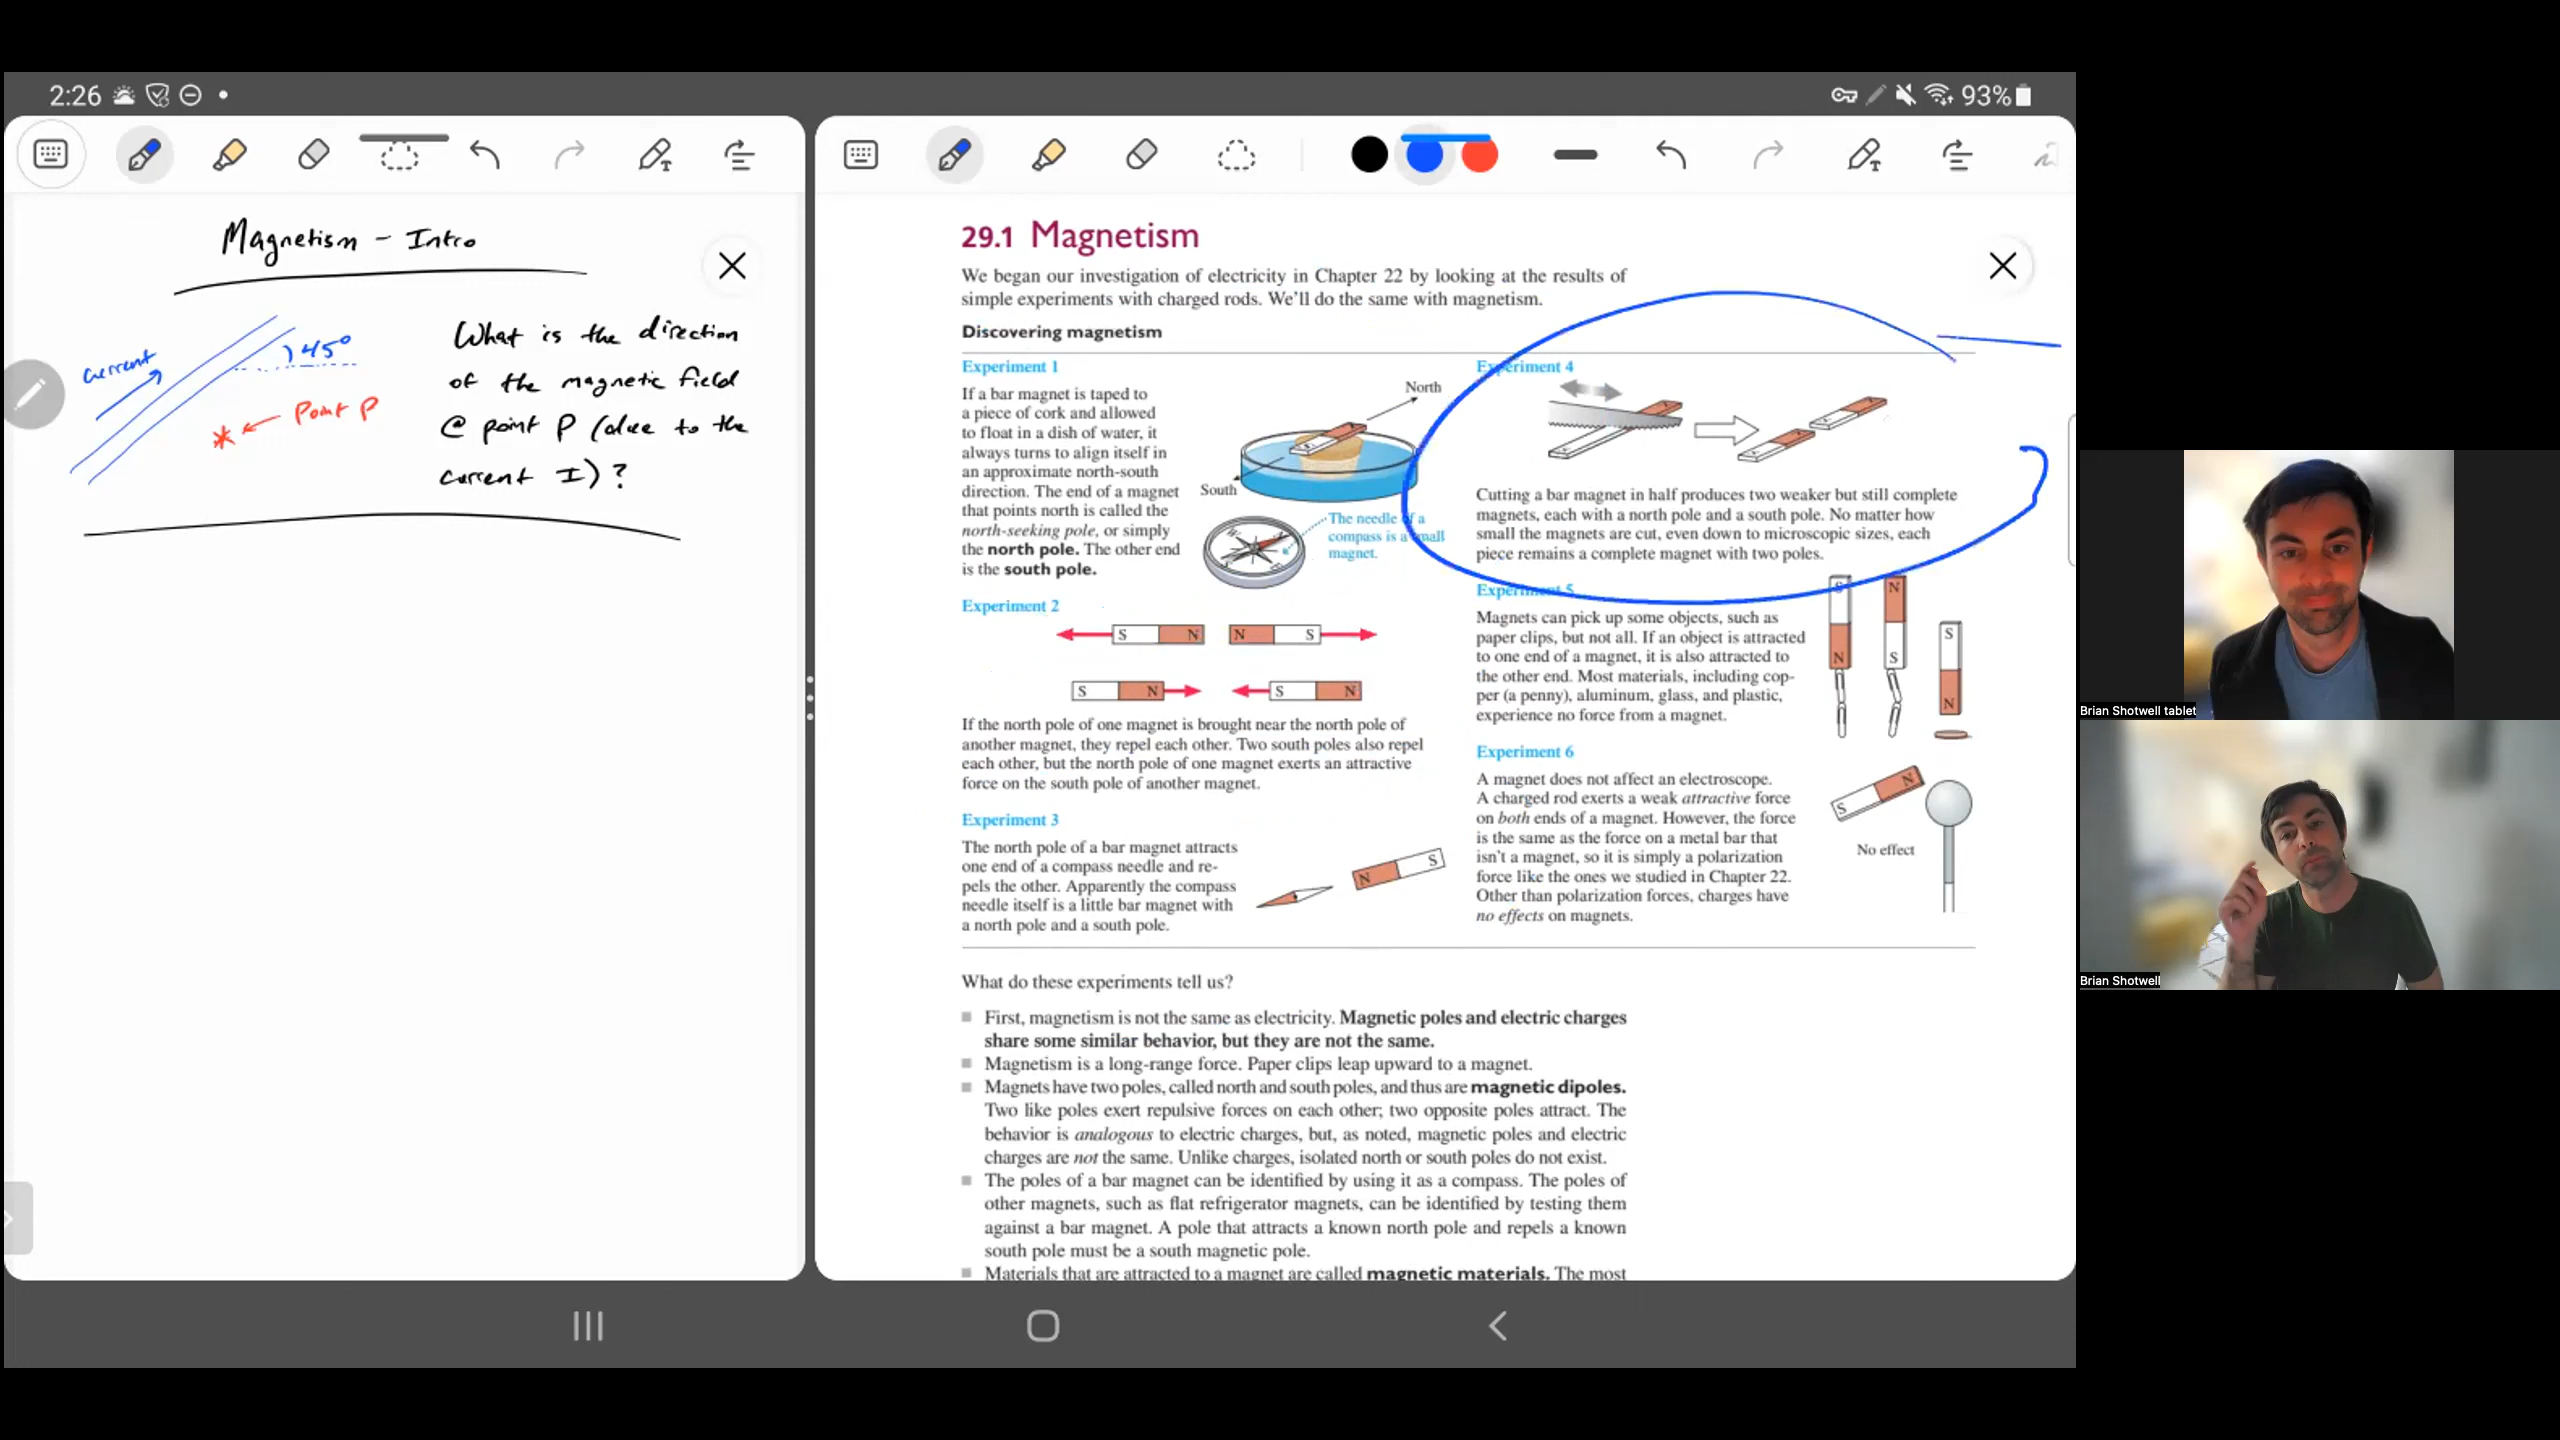 2:26
93%
Magnetism - Intro
current
45°
Point P
What is the direction
of the magnetic field
@ point P (due to the
current I)?
29.1 Magnetism
We began our investigation of electricity in Chapter 22 by looking at the results of
simple experiments with charged rods. We'll do the same with magnetism.
Discovering magnetism
Experiment 1
If a bar magnet is taped to
a piece of cork and allowed
to float in a dish of water, it
always turns to align itself in
an approximate north-south
direction. The end of a magnet
that points north is called the
north-seeking pole, or simply
the north pole. The other end
is the south pole.
North
South
The needle of a
compass is a small
magnet.
Experiment 2
S N N S
S N S N
If the north pole of one magnet is brought near the north pole of
another magnet, they repel each other. Two south poles also repel
each other, but the north pole of one magnet exerts an attractive
force on the south pole of another magnet.
Experiment 3
The north pole of a bar magnet attracts
one end of a compass needle and re-
pels the other. Apparently the compass
needle itself is a little bar magnet with
a north pole and a south pole.
N S
Experiment 4
Cutting a bar magnet in half produces two weaker but still complete
magnets, each with a north pole and a south pole. No matter how
small the magnets are cut, even down to microscopic sizes, each
piece remains a complete magnet with two poles.
Experiment 5
Magnets can pick up some objects, such as
paper clips, but not all. If an object is attracted
to one end of a magnet, it is also attracted to
the other end. Most materials, including cop-
per (a penny), aluminum, glass, and plastic,
experience no force from a magnet.
S N S
N S N
Experiment 6
A magnet does not affect an electroscope.
A charged rod exerts a weak attractive force
on both ends of a magnet. However, the force
is the same as the force on a metal bar that
isn't a magnet, so it is simply a polarization
force like the ones we studied in Chapter 22.
Other than polarization forces, charges have
no effects on magnets.
S N
No effect
What do these experiments tell us?
■ First, magnetism is not the same as electricity. Magnetic poles and electric charges
share some similar behavior, but they are not the same.
■ Magnetism is a long-range force. Paper clips leap upward to a magnet.
■ Magnets have two poles, called north and south poles, and thus are magnetic dipoles.
Two like poles exert repulsive forces on each other; two opposite poles attract. The
behavior is analogous to electric charges, but, as noted, magnetic poles and electric
charges are not the same. Unlike charges, isolated north or south poles do not exist.
■ The poles of a bar magnet can be identified by using it as a compass. The poles of
other magnets, such as flat refrigerator magnets, can be identified by testing them
against a bar magnet. A pole that attracts a known north pole and repels a known
south pole must be a south magnetic pole.
■ Materials that are attracted to a magnet are called magnetic materials. The most
Brian Shotwell tablet
Brian Shotwell